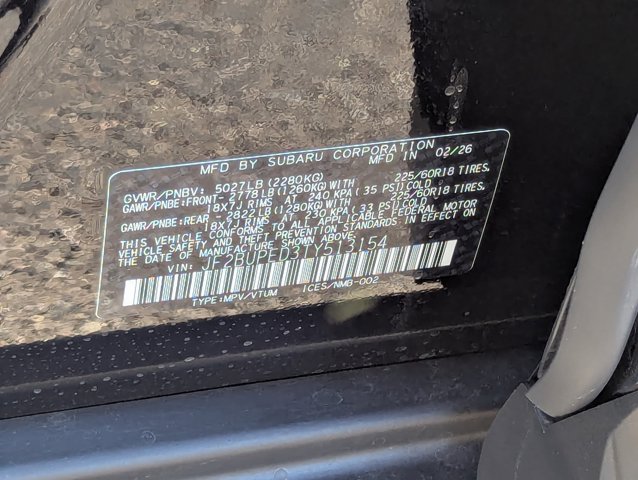 MFD BY SUBARU CORPORATION
MFD IN 02/26
GVWR/PNBV: 5027LB(2280KG)
GAWR/PNBE:FRONT- 2778LB(1260KG)WITH 225/60R18 TIRES.
18X7J RIMS AT 240 KPA(35 PSI)COLD
GAWR/PNBE:REAR -2822LB(1280KG)WITH 225/60R18 TIRES.
18X7J RIMS AT 230 KPA(33 PSI)COLD
THIS VEHICLE CONFORMS TO ALL APPLICABLE FEDERAL MOTOR
VEHICLE SAFETY STANDARDS IN EFFECT ON
THE DATE OF MANUFACTURE SHOWN ABOVE.
VIN: JF2BUPFD3TY513154
TYPE:MPV/VTUM ICES/NMB-002